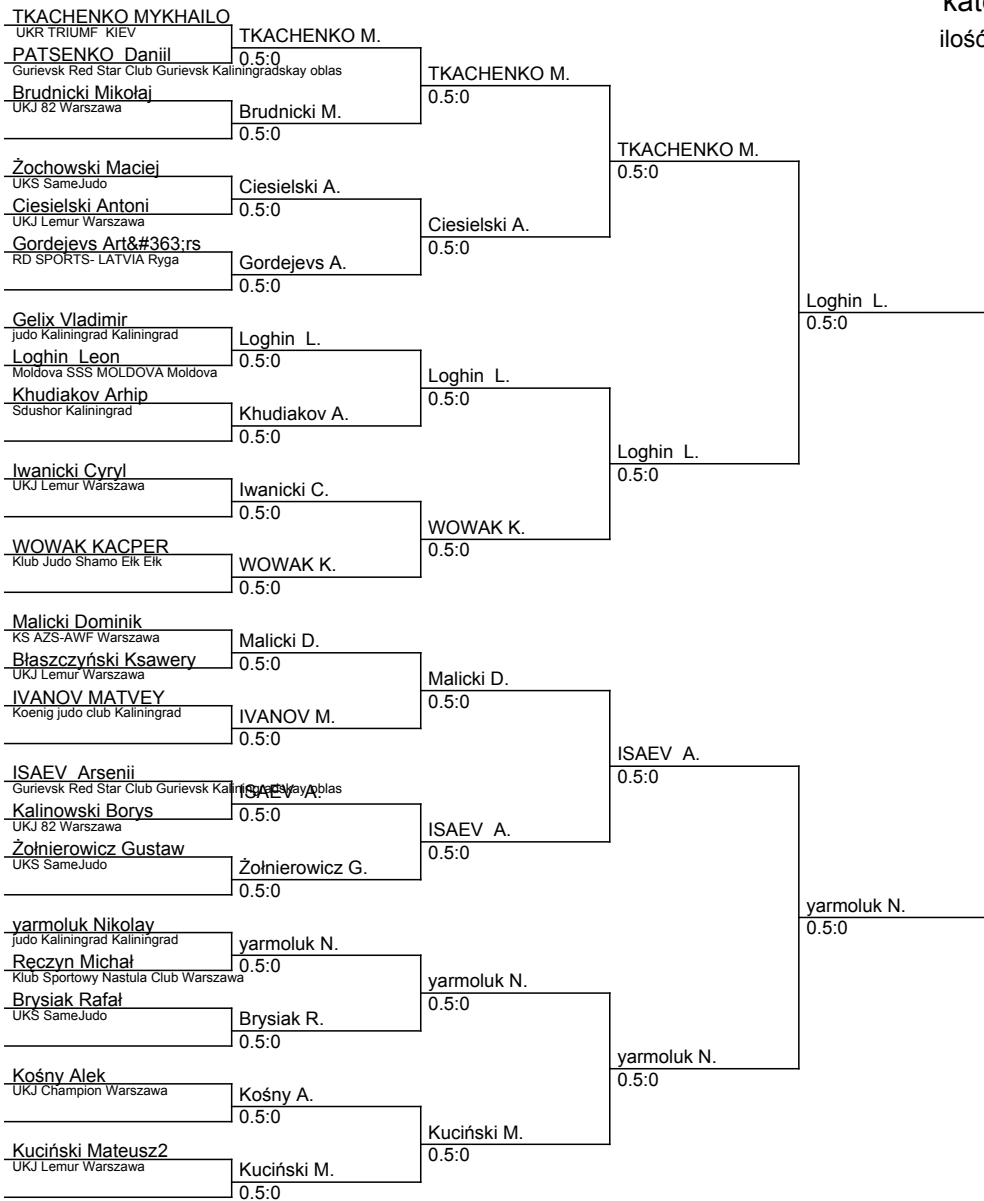 kat
ilość
TKACHENKO MYKHAILO
UKR TRIUMF KIEV
PATSENKO Daniil
Gurievsk Red Star Club Gurievsk Kaliningradskay oblas
Brudnicki Mikołaj
UKJ 82 Warszawa
Żochowski Maciej
UKS SameJudo
Ciesielski Antoni
UKJ Lemur Warszawa
Gordejevs Art&#363;rs
RD SPORTS- LATVIA Ryga
Gelix Vladimir
judo Kaliningrad Kaliningrad
Loghin Leon
Moldova SSS MOLDOVA Moldova
Khudiakov Arhip
Sdushor Kaliningrad
Iwanicki Cyryl
UKJ Lemur Warszawa
WOWAK KACPER
Klub Judo Shamo Ełk Ełk
Malicki Dominik
KS AZS-AWF Warszawa
Błaszczyński Ksawery
UKJ Lemur Warszawa
IVANOV MATVEY
Koenig judo club Kaliningrad
ISAEV Arsenii
Gurievsk Red Star Club Gurievsk Kaliningradskay oblas
Kalinowski Borys
UKJ 82 Warszawa
Żołnierowicz Gustaw
UKS SameJudo
yarmoluk Nikolay
judo Kaliningrad Kaliningrad
Ręczyn Michał
Klub Sportowy Nastula Club Warszawa
Brysiak Rafał
UKS SameJudo
Kośny Alek
UKJ Champion Warszawa
Kuciński Mateusz2
UKJ Lemur Warszawa
TKACHENKO M.
0.5:0
Brudnicki M.
0.5:0
Ciesielski A.
0.5:0
Gordejevs A.
0.5:0
Loghin L.
0.5:0
Khudiakov A.
0.5:0
Iwanicki C.
0.5:0
WOWAK K.
0.5:0
Malicki D.
0.5:0
IVANOV M.
0.5:0
ISAEV A.
0.5:0
Żołnierowicz G.
0.5:0
yarmoluk N.
0.5:0
Brysiak R.
0.5:0
Kośny A.
0.5:0
Kuciński M.
0.5:0
TKACHENKO M.
0.5:0
Ciesielski A.
0.5:0
Loghin L.
0.5:0
WOWAK K.
0.5:0
Malicki D.
0.5:0
ISAEV A.
0.5:0
yarmoluk N.
0.5:0
Kuciński M.
0.5:0
TKACHENKO M.
0.5:0
Loghin L.
0.5:0
ISAEV A.
0.5:0
yarmoluk N.
0.5:0
Loghin L.
0.5:0
yarmoluk N.
0.5:0